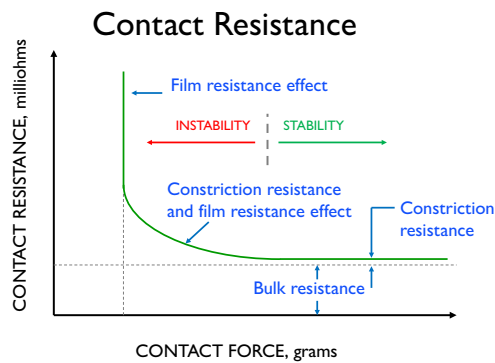 Contact Resistance
CONTACT RESISTANCE, milliohms
Film resistance effect
INSTABILITY
STABILITY
Constriction resistance
and film resistance effect
Constriction
resistance
Bulk resistance
CONTACT FORCE, grams